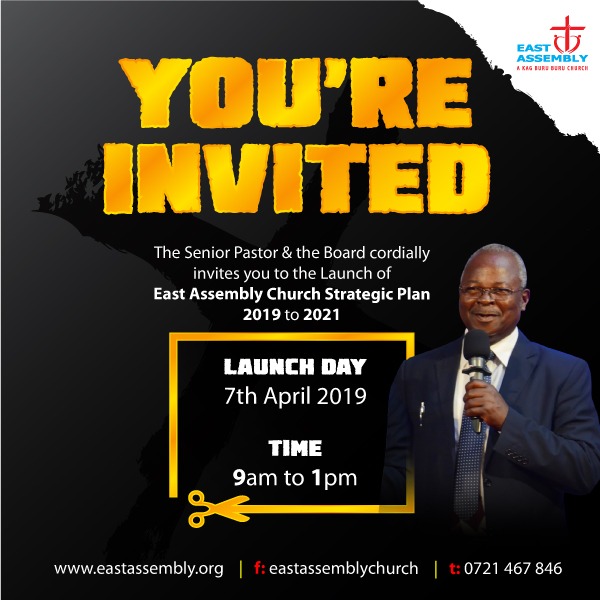 EAST
ASSEMBLY
A KAG BURU BURU CHURCH
YOU'RE
INVITED
The Senior Pastor & the Board cordially
invites you to the Launch of
East Assembly Church Strategic Plan
2019 to 2021
LAUNCH DAY
7th April 2019
TIME
9am to 1pm
www.eastassembly.org | f: eastassemblychurch | t: 0721 467 846